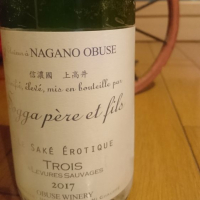 à NAGANO OBUSE
信濃國 上高井
élevé, mis en bouteille par
père et fils
SAKÉ ÉROTIQUE
TROIS
LEVURES SAUVAGES
2017
OBUSE WINERY